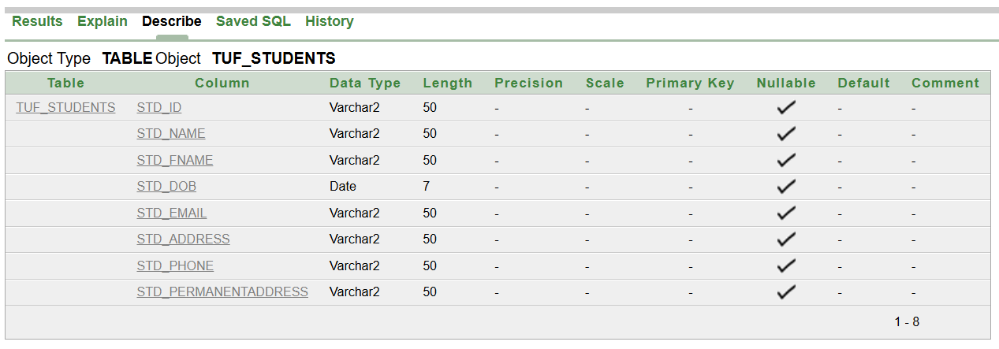 Results Explain Describe Saved SQL History
Object Type TABLE Object TUF_STUDENTS
Table Column Data Type Length Precision Scale Primary Key Nullable Default Comment
TUF_STUDENTS STD_ID Varchar2 50 - - - ✓ - -
STD_NAME Varchar2 50 - - - ✓ - -
STD_FNAME Varchar2 50 - - - ✓ - -
STD_DOB Date 7 - - - ✓ - -
STD_EMAIL Varchar2 50 - - - ✓ - -
STD_ADDRESS Varchar2 50 - - - ✓ - -
STD_PHONE Varchar2 50 - - - ✓ - -
STD_PERMANENTADDRESS Varchar2 50 - - - ✓ - -
1 - 8